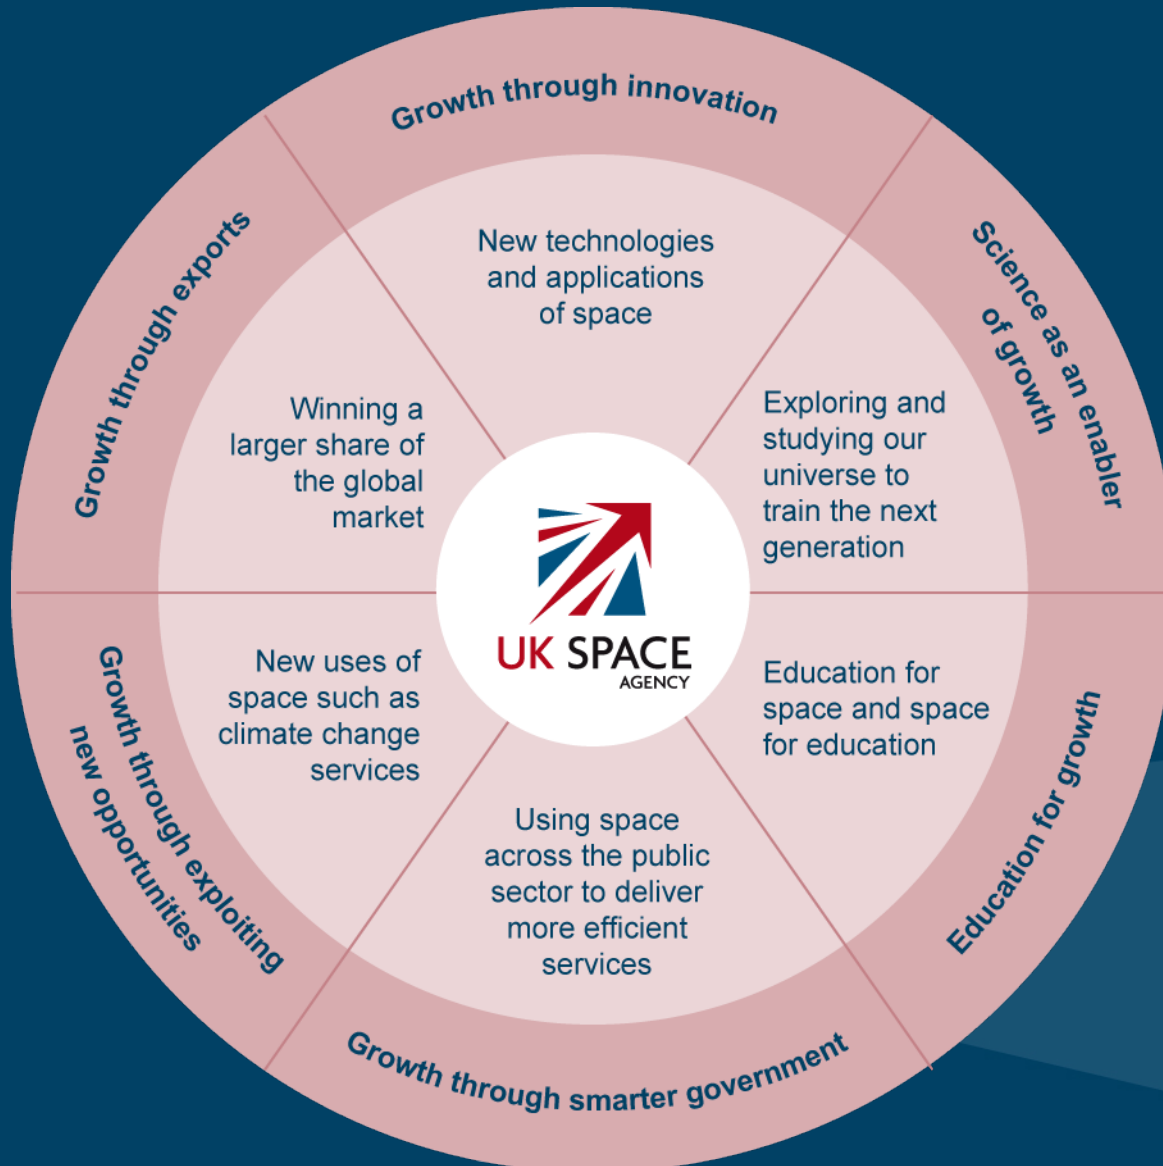 Growth through innovation
New technologies
and applications
of space
Science as an enabler
of growth
Exploring and
studying our
universe to
train the next
generation
Education for growth
Education for
space and space
for education
Growth through smarter government
Using space
across the public
sector to deliver
more efficient
services
Growth through exploiting
new opportunities
New uses of
space such as
climate change
services
Growth through exports
Winning a
larger share of
the global
market
UK SPACE
AGENCY